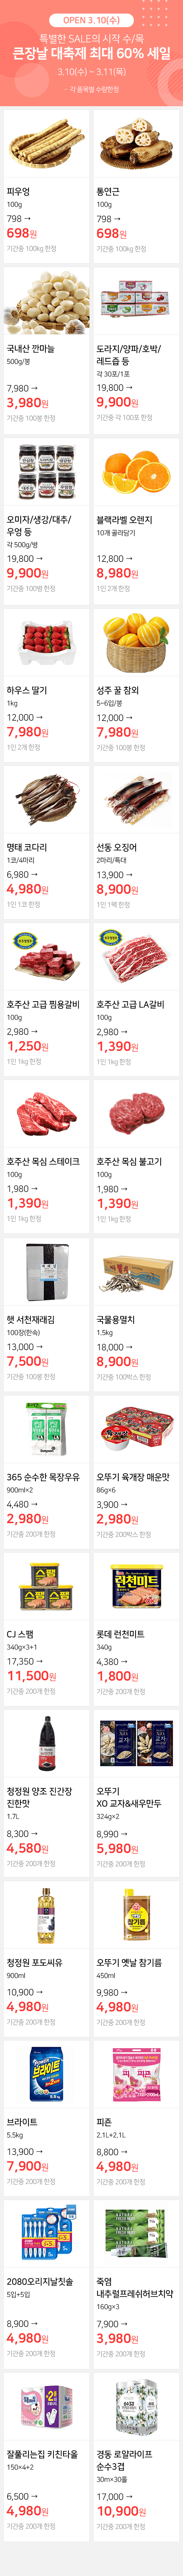 OPEN 3.10(수)
특별한 SALE의 시작 수/목
큰장날 대축제 최대 60% 세일
3.10(수) ~ 3.11(목)
- 각 품목별 수량한정
피우엉
100g
798 →
698원
기간중 100kg 한정
통연근
100g
798 →
698원
기간중 100kg 한정
국내산 깐마늘
500g/봉
7,980 →
3,980원
기간중 100봉 한정
도라지/양파/호박/
레드즙 등
각 30포/1포
19,800 →
9,900원
기간중 각 100포 한정
오미자/생강/대추/
우엉 등
각 500g/병
19,800 →
9,900원
기간중 100병 한정
블랙라벨 오렌지
10개 골라담기
12,800 →
8,980원
1인 2개 한정
하우스 딸기
1kg
12,000 →
7,980원
1인 2개 한정
성주 꿀 참외
5~6입/봉
12,000 →
7,980원
기간중 100봉 한정
명태 코다리
1코/4마리
6,980 →
4,980원
1인 1코 한정
선동 오징어
2마리/특대
13,900 →
8,900원
1인 1팩 한정
호주산 고급 찜용갈비
100g
2,980 →
1,250원
1인 1kg 한정
호주산 고급 LA갈비
100g
2,980 →
1,390원
1인 1kg 한정
호주산 목심 스테이크
100g
1,980 →
1,390원
1인 1kg 한정
호주산 목심 불고기
100g
1,980 →
1,390원
1인 1kg 한정
햇 서천재래김
100장(한속)
13,000 →
7,500원
기간중 100봉 한정
국물용멸치
1.5kg
18,000 →
8,900원
기간중 100박스 한정
365 순수한 목장우유
900ml×2
4,480 →
2,980원
기간중 200개 한정
오뚜기 육개장 매운맛
86g×6
3,900 →
2,980원
기간중 200박스 한정
스팸
스팸 스팸
CJ 스팸
340g×3+1
17,350 →
11,500원
기간중 200개 한정
런천미트
롯데 런천미트
340g
4,380 →
1,800원
기간중 200개 한정
청정원 양조 진간장
진한맛
1.7L
8,300 →
4,580원
기간중 200개 한정
오뚜기
XO 교자&새우만두
324g×2
8,990 →
5,980원
기간중 200개 한정
청정원 포도씨유
900ml
10,900 →
4,980원
기간중 200개 한정
참기름
오뚜기 옛날 참기름
450ml
9,980 →
4,980원
기간중 200개 한정
브라이트
브라이트
5.5kg
13,900 →
7,900원
기간중 200개 한정
피죤
2.1L+2.1L
8,800 →
4,980원
기간중 200개 한정
2080오리지날칫솔
5입+5입
8,900 →
4,980원
기간중 200개 한정
죽염
내추럴프레쉬허브치약
160g×3
7,900 →
3,980원
기간중 200개 한정
잘풀리는집 키친타올
150×4+2
6,500 →
4,980원
기간중 200개 한정
경동 로얄라이프
순수3겹
30m×30롤
17,000 →
10,900원
기간중 200개 한정